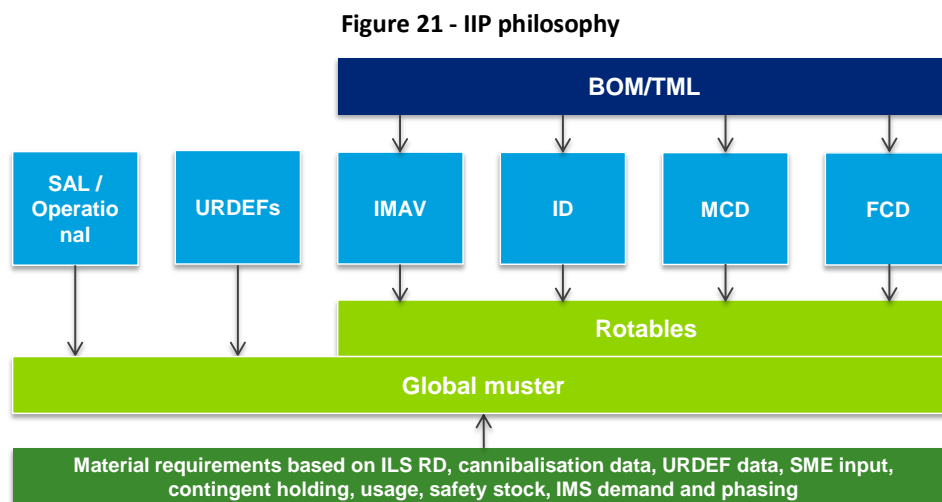 Figure 21 - IIP philosophy
BOM/TML
SAL /
Operatio
nal
URDEFs
IMAV
ID
MCD
FCD
Rotables
Global muster
Material requirements based on ILS RD, cannibalisation data, URDEF data, SME input,
contingent holding, usage, safety stock, IMS demand and phasing